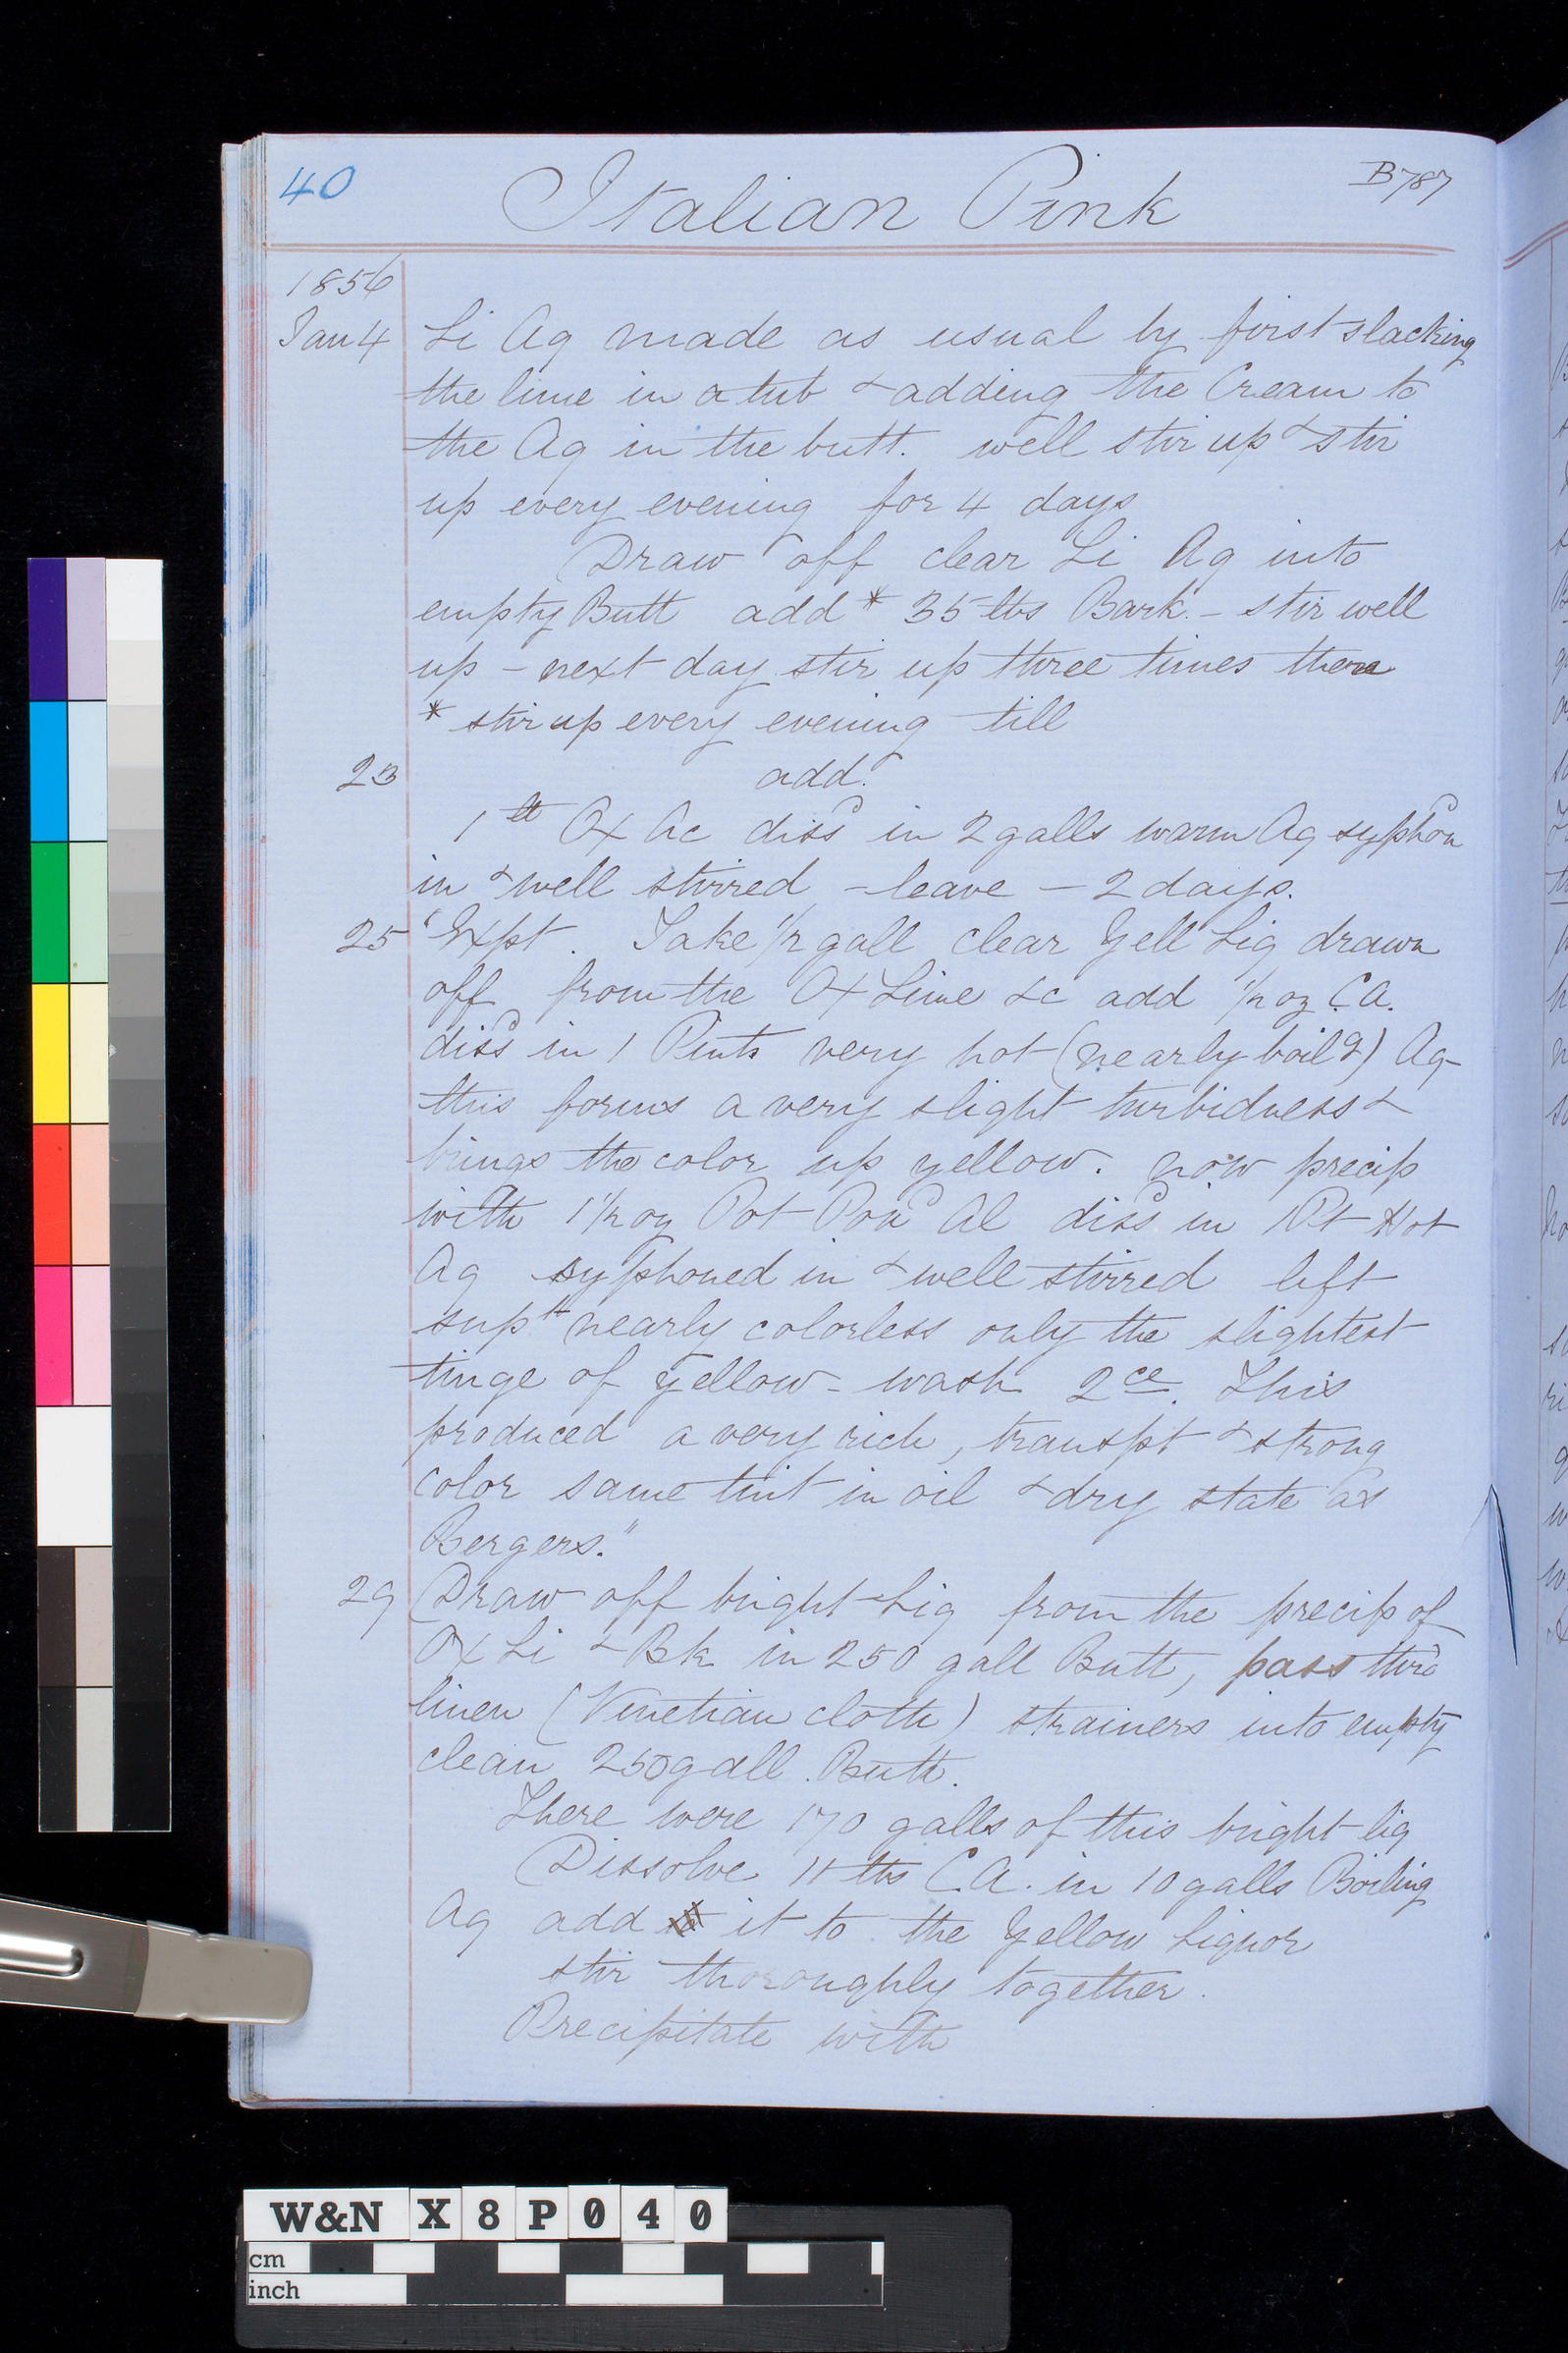 40
Italian Pink
B787
1856
Jan 4 Li Aq made as usual by first slacking
the lime in a tub & adding the Cream to
the Aq in the butt. well stir up & stir
up every evening for 4 days
Draw off clear Li Aq into
empty Butt add * 35 lbs Bark. - stir well
up - next day stir up three times then
* stir up every evening till
23 add.
1 lb Ox Ac dissd in 2 galls warm Aq syphond
in & well stirred - leave - 2 days.
25 "Expt. Take 1/2 gall clear Yell Liq drawn
off from the Ox Lime &c add 1/2 oz C.A.
dissd in 1 Pints very hot (nearly boilg) Aq -
this forms a very slight turbidness &
brings the color up yellow. now precip
with 1 1/2 oz Pot Pond Al dissd in 1 Pt Hot
Aq syphoned in & well stirred left
supt nearly colorless only the slightest
tinge of yellow - wash 2ce. This
produced a very rich, transpt & strong
color same tint in oil & dry state as
Bergers."
29 Draw off bright Liq from the precip of
Ox Li & Bk in 250 gall Butt, pass thro
linen (Venetian cloth) strainers into empty
clean 250 gall Butt.
There were 170 galls of this bright liq
Dissolve 11 lbs C.A. in 10 galls Boiling
Aq add it to the Yellow Liquor
stir thoroughly together.
Precipitate with
W&N X8P040
cm
inch